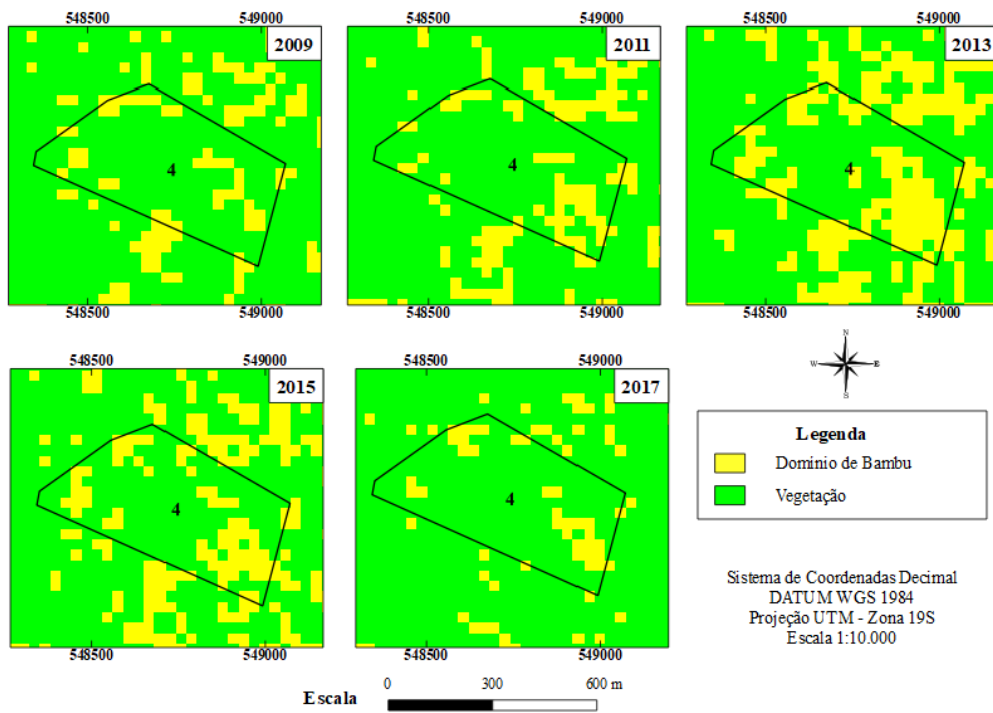 548500 549000
2009
4
548500 549000
548500 549000
2011
4
548500 549000
548500 549000
2013
4
548500 549000
548500 549000
2015
4
548500 549000
548500 549000
2017
4
548500 549000
N
W E
S
Legenda
Domínio de Bambu
Vegetação
Sistema de Coordenadas Decimal
DATUM WGS 1984
Projeção UTM - Zona 19S
Escala 1:10.000
0 300 600 m
Escala